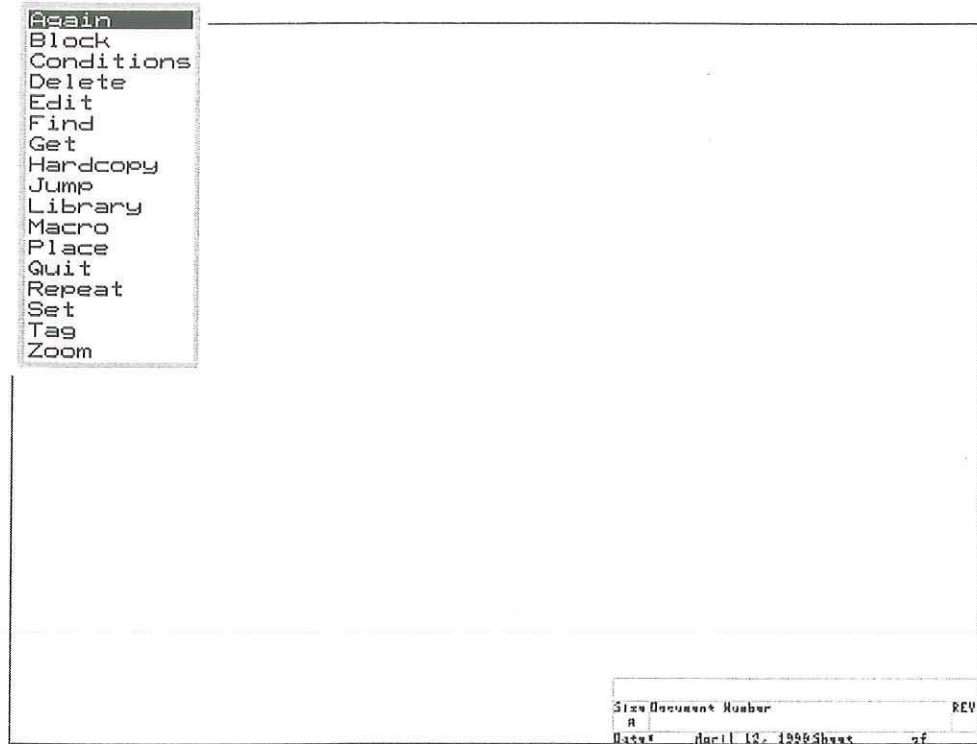 Again
Block
Conditions
Delete
Edit
Find
Get
Hardcopy
Jump
Library
Macro
Place
Quit
Repeat
Set
Tag
Zoom
Size Document Number REV
A
Date: April 12, Sheet of